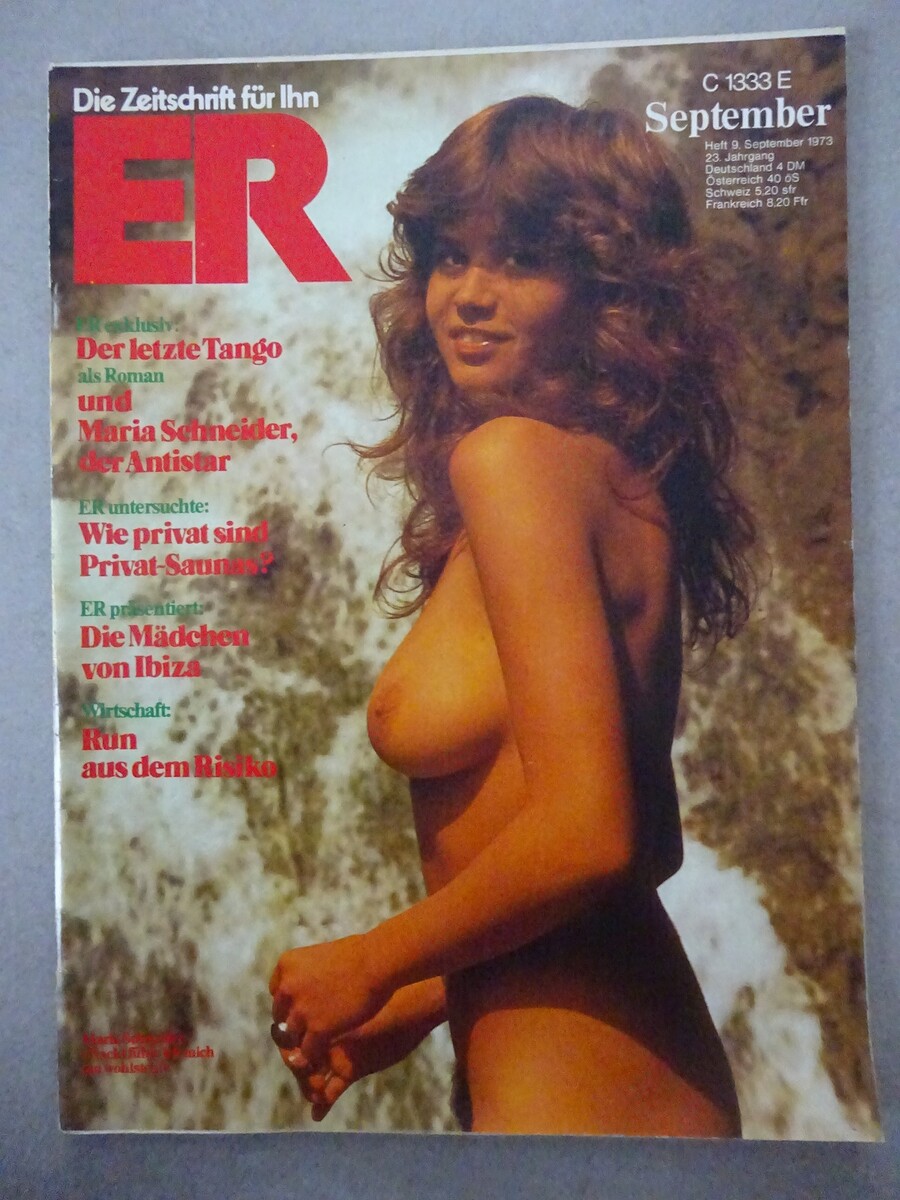 Die Zeitschrift für Ihn
ER
C 1333 E
September
Heft 9. September 1973
23. Jahrgang
Deutschland 4 DM
Österreich 40 öS
Schweiz 5,20 sfr
Frankreich 8,20 Ffr
ER exklusiv:
Der letzte Tango
als Roman
und
Maria Schneider,
der Antistar
ER untersuchte:
Wie privat sind
Privat-Saunas?
ER präsentiert:
Die Mädchen
von Ibiza
Wirtschaft:
Run
aus dem Risiko
mich